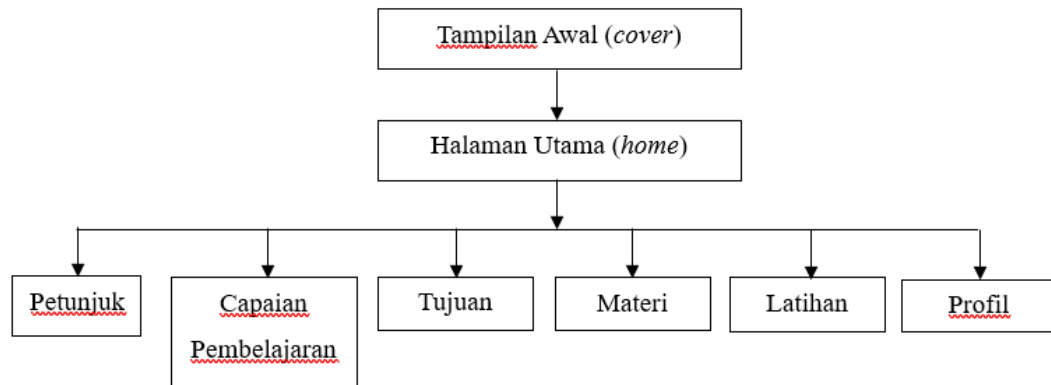 Tampilan Awal (cover)
Halaman Utama (home)
Petunjuk
Capaian
Pembelajaran
Tujuan
Materi
Latihan
Profil